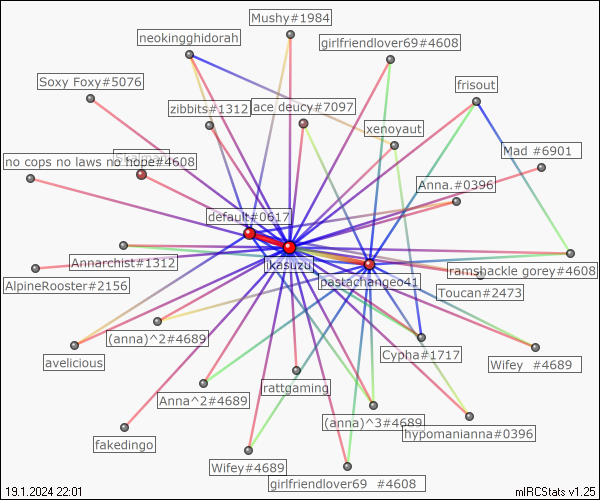 Mushy#1984
neokingghidorah
girlfriendlover69#4608
Soxy Foxy#5076
frisout
zibbits#1312
ace deucy#7097
xenoyaut
Mad #6901
no cops no laws no hope#4608
Anna.#0396
default#0617
Annarchist#1312
ikasuzu
ramshackle gorey#4608
AlpineRooster#2156
pastachangeo41
Toucan#2473
(anna)^2#4689
avelicious
Cypha#1717
Wifey #4689
rattgaming
Anna^2#4689
(anna)^3#4689
fakedingo
hypomanianna#0396
Wifey#4689
girlfriendlover69 #4608
19.1.2024 22:01
mIRCStats v1.25